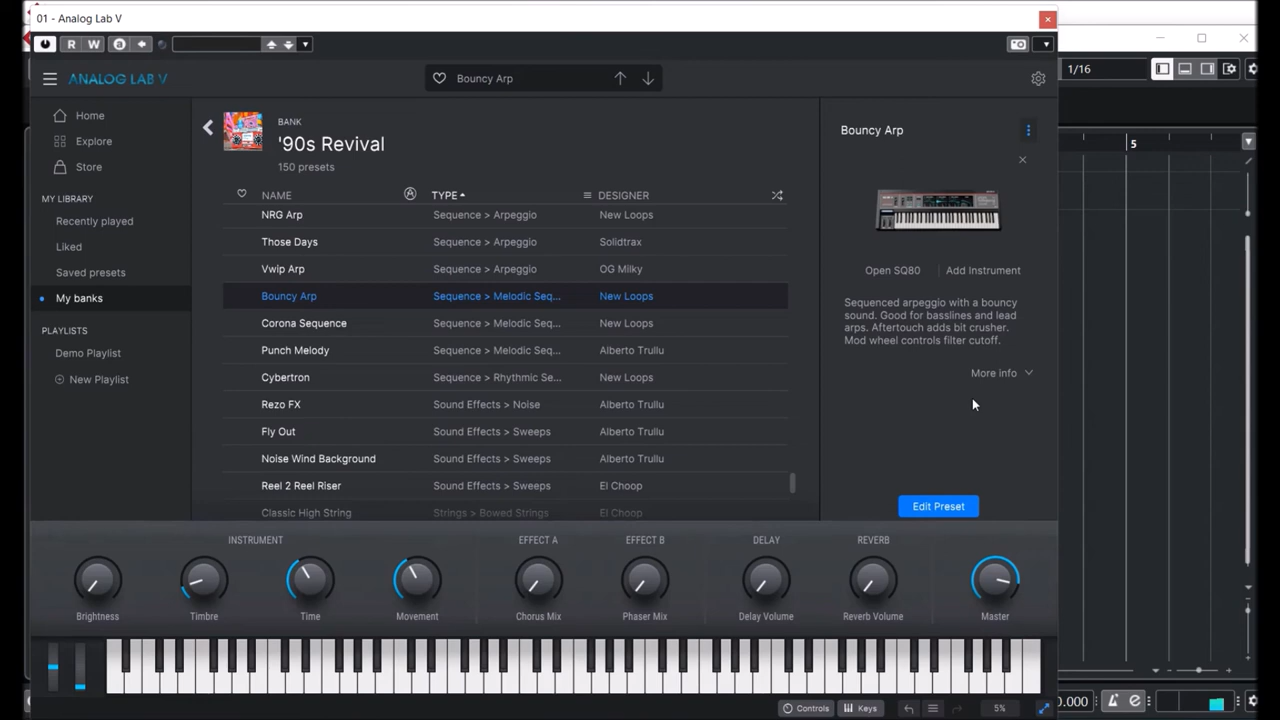 01 - Analog Lab V
R W a
1/16
ANALOG LAB V
Bouncy Arp
Home
Explore
Store
MY LIBRARY
Recently played
Liked
Saved presets
My banks
PLAYLISTS
Demo Playlist
New Playlist
BANK
'90s Revival
150 presets
NAME TYPE DESIGNER
NRG Arp Sequence > Arpeggio New Loops
Those Days Sequence > Arpeggio Solidtrax
Vwip Arp Sequence > Arpeggio OG Milky
Bouncy Arp Sequence > Melodic Seq... New Loops
Corona Sequence Sequence > Melodic Seq... New Loops
Punch Melody Sequence > Melodic Seq... Alberto Trullu
Cybertron Sequence > Rhythmic Se... New Loops
Rezo FX Sound Effects > Noise Alberto Trullu
Fly Out Sound Effects > Sweeps Alberto Trullu
Noise Wind Background Sound Effects > Sweeps Alberto Trullu
Reel 2 Reel Riser Sound Effects > Sweeps El Choop
Classic High String Strings > Bowed Strings El Choop
Bouncy Arp
Open SQ80 Add Instrument
Sequenced arpeggio with a bouncy
sound. Good for basslines and lead
arps. Aftertouch adds bit crusher.
Mod wheel controls filter cutoff.
More info
Edit Preset
5
INSTRUMENT EFFECT A EFFECT B DELAY REVERB
Brightness Timbre Time Movement Chorus Mix Phaser Mix Delay Volume Reverb Volume Master
Controls Keys 5%
0.000